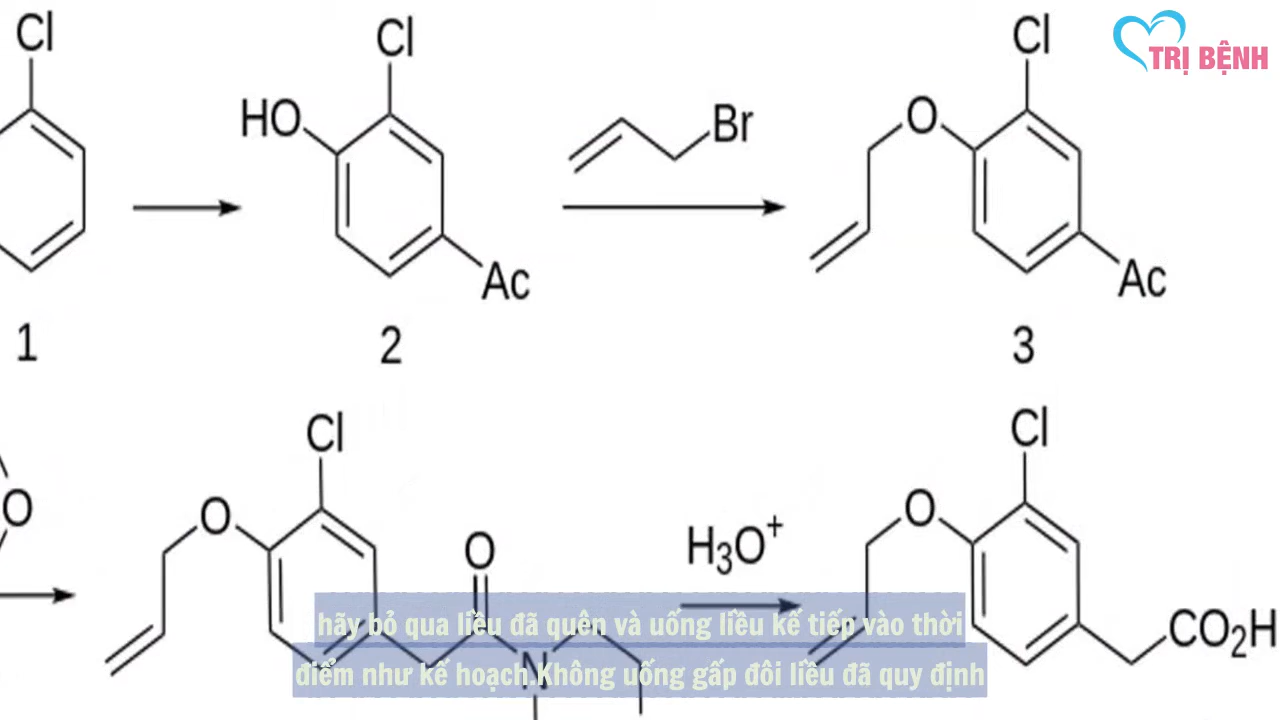 Cl
Cl
Cl
TRỊ BỆNH
HO
Br
O
Ac
Ac
1
2
3
Cl
Cl
O
O
O
O
H₃O⁺
N
CO₂H
hãy bỏ qua liều đã quên và uống liều kế tiếp vào thời
điểm như kế hoạch.Không uống gấp đôi liều đã quy định